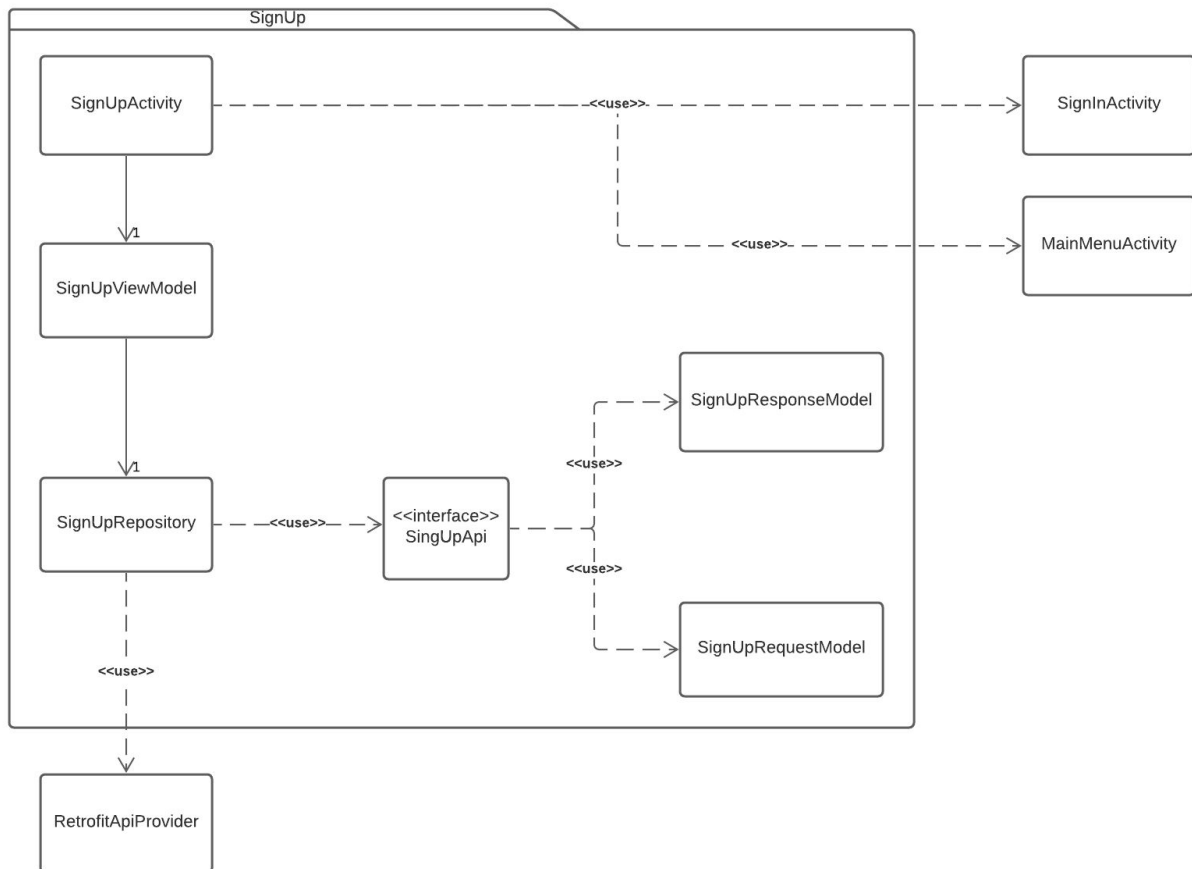 SignUp
SignUpActivity
<<use>>
SignInActivity
<<use>>
MainMenuActivity
1
SignUpViewModel
SignUpResponseModel
<<use>>
1
SignUpRepository
<<use>>
<<interface>>
SingUpApi
<<use>>
SignUpRequestModel
<<use>>
RetrofitApiProvider